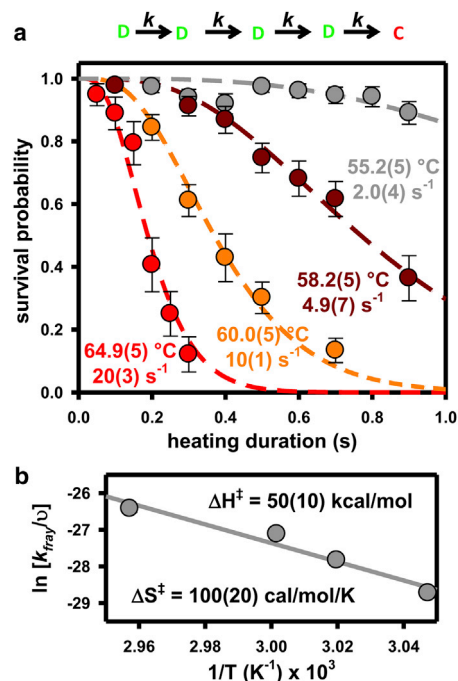 k k k k
D D D D C
a
1.0
0.8
0.6
0.4
0.2
0.0
survival probability
55.2(5) °C
2.0(4) s-1
58.2(5) °C
4.9(7) s-1
60.0(5) °C
10(1) s-1
64.9(5) °C
20(3) s-1
0.0 0.2 0.4 0.6 0.8 1.0
heating duration (s)
b
-26
-27
-28
-29
ln [kfray/υ]
ΔH‡ = 50(10) kcal/mol
ΔS‡ = 100(20) cal/mol/K
2.96 2.98 3.00 3.02 3.04
1/T (K-1) x 103